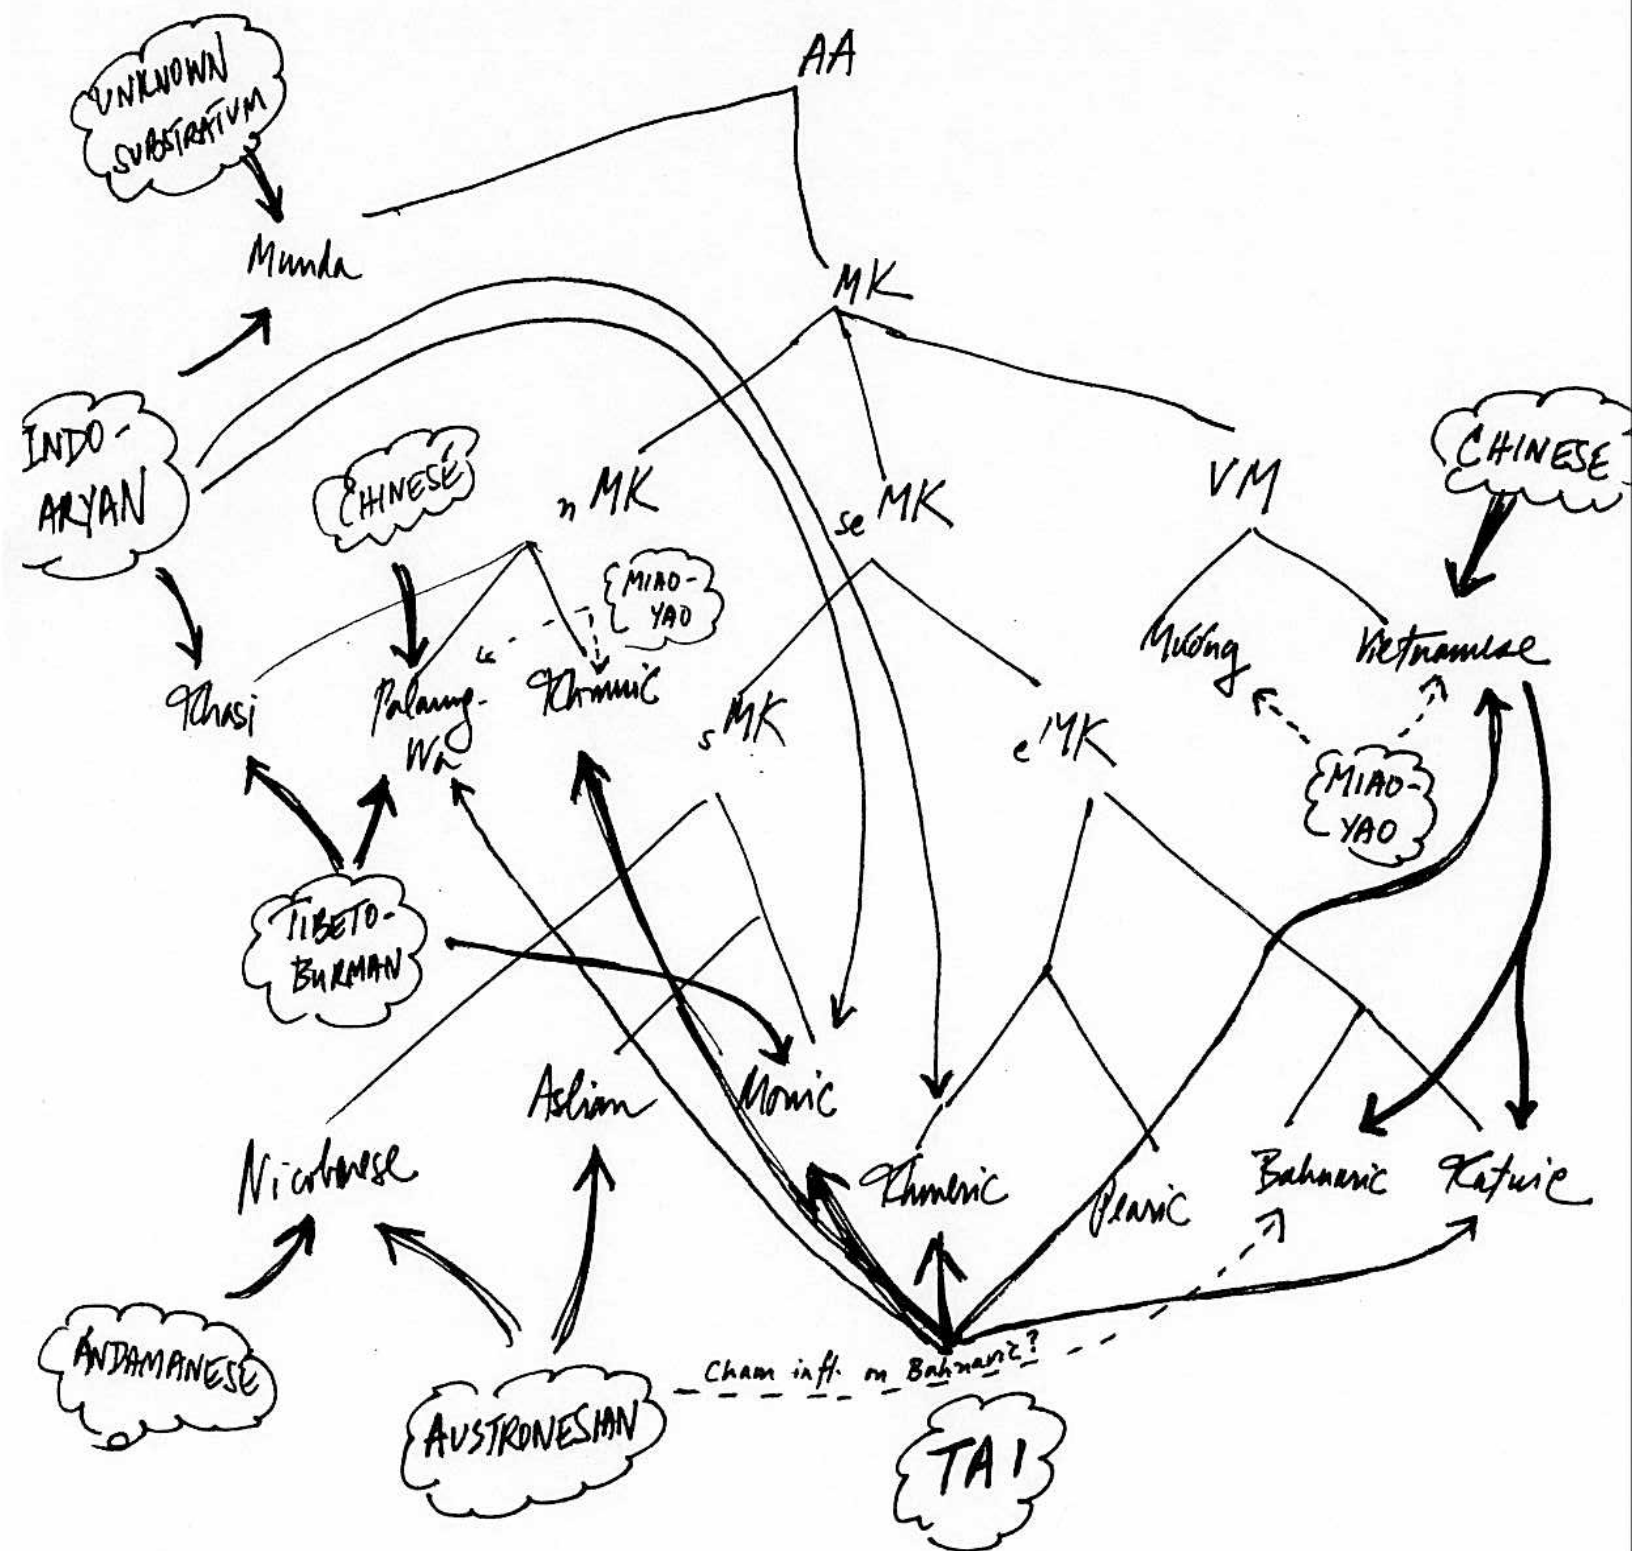 UNKNOWN
SUBSTRATUM
AA
Munda
MK
INDO-
ARYAN
CHINESE
nMK
seMK
VM
CHINESE
MIAO-
YAO
Khasi
Palaung-
Wa
Khmuic
sMK
eMK
Mường
Vietnamese
MIAO-
YAO
TIBETO-
BURMAN
Aslian
Monic
Nicobarese
Khmeric
Pearic
Bahnaric
Katuic
ANDAMANESE
AUSTRONESIAN
Cham infl. on Bahnaric?
TAI